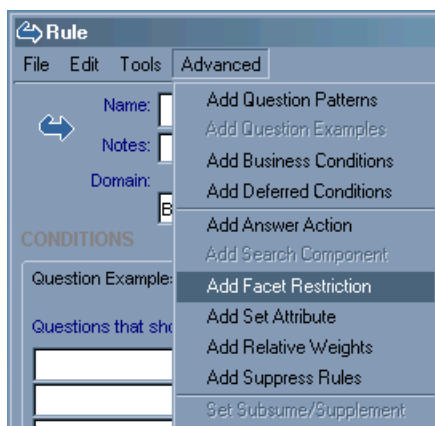 Rule
File Edit Tools Advanced
Name:
Notes:
Domain:
B
CONDITIONS
Question Example
Questions that sho
Add Question Patterns
Add Question Examples
Add Business Conditions
Add Deferred Conditions
Add Answer Action
Add Search Component
Add Facet Restriction
Add Set Attribute
Add Relative Weights
Add Suppress Rules
Set Subsume/Supplement